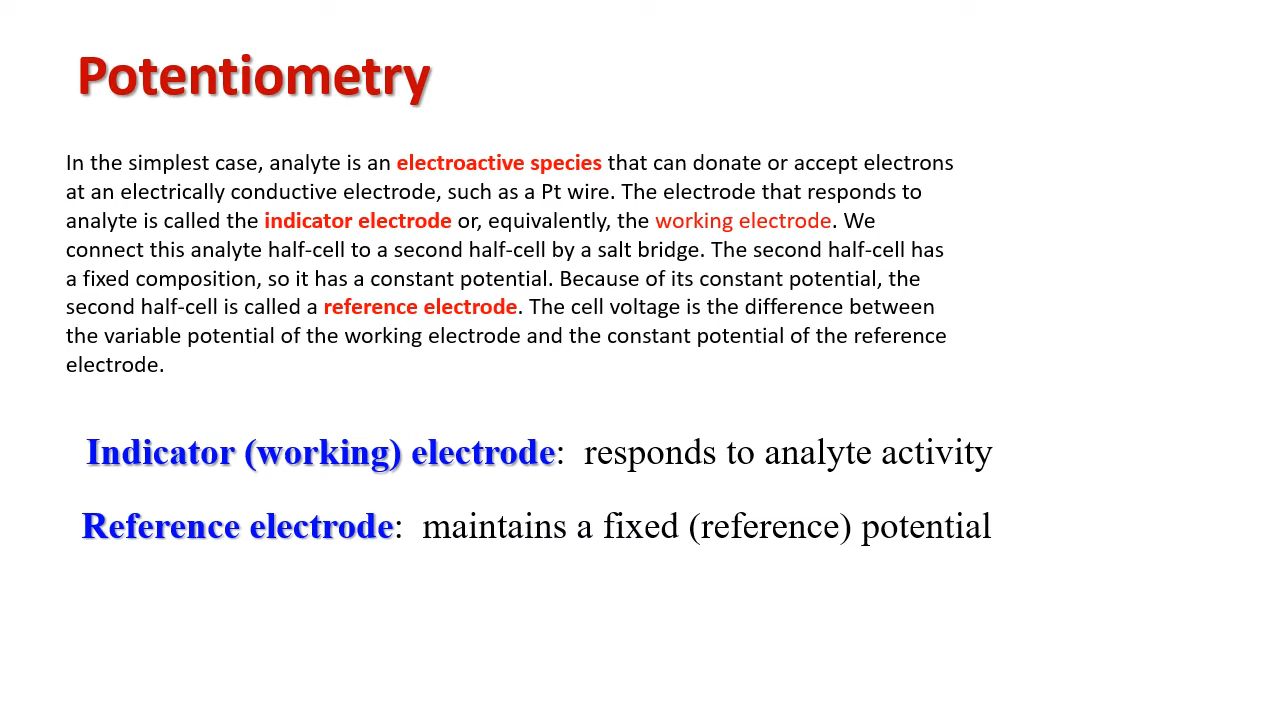 Potentiometry
In the simplest case, analyte is an electroactive species that can donate or accept electrons
at an electrically conductive electrode, such as a Pt wire. The electrode that responds to
analyte is called the indicator electrode or, equivalently, the working electrode. We
connect this analyte half-cell to a second half-cell by a salt bridge. The second half-cell has
a fixed composition, so it has a constant potential. Because of its constant potential, the
second half-cell is called a reference electrode. The cell voltage is the difference between
the variable potential of the working electrode and the constant potential of the reference
electrode.
Indicator (working) electrode: responds to analyte activity
Reference electrode: maintains a fixed (reference) potential